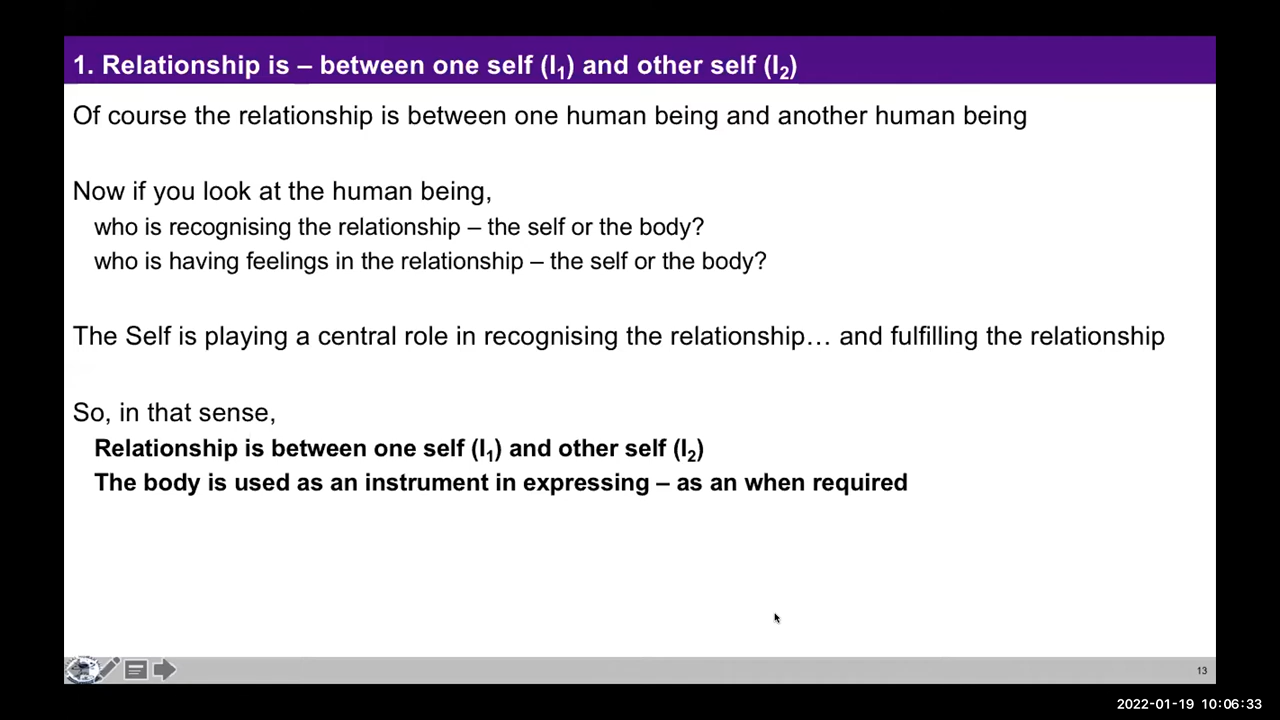 1. Relationship is – between one self (I₁) and other self (I₂)
Of course the relationship is between one human being and another human being
Now if you look at the human being,
who is recognising the relationship – the self or the body?
who is having feelings in the relationship – the self or the body?
The Self is playing a central role in recognising the relationship… and fulfilling the relationship
So, in that sense,
Relationship is between one self (I₁) and other self (I₂)
The body is used as an instrument in expressing – as an when required
13
2022-01-19 10:06:33